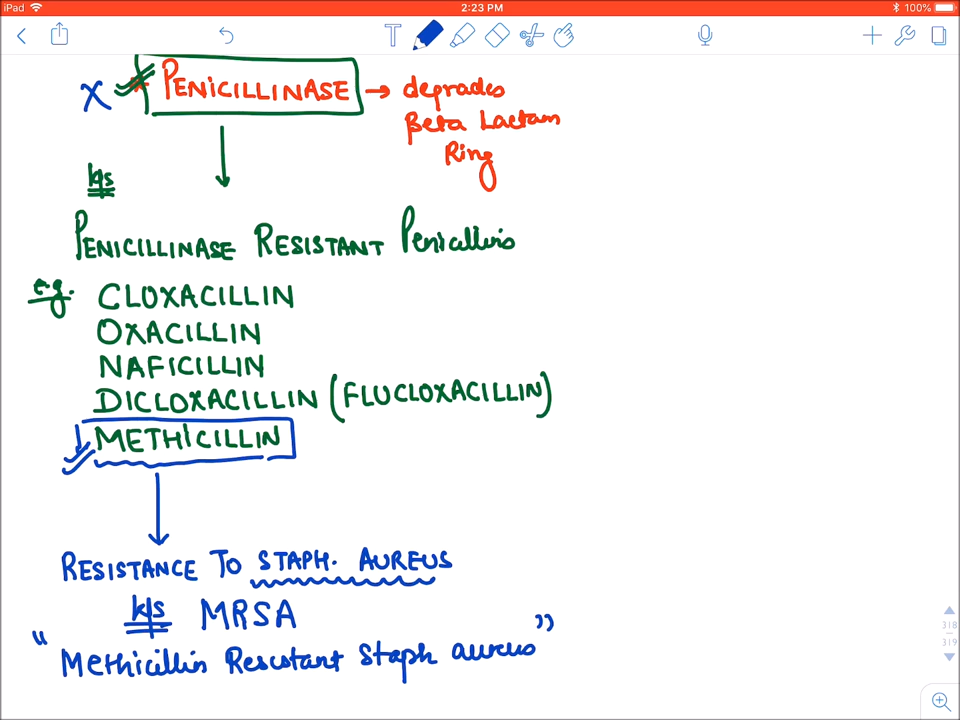 iPad 2:23 PM 100%
T
X * PENICILLINASE → degrades
Beta Lactam
Ring
k/s
PENICILLINASE RESISTANT Penicillins
e.g. CLOXACILLIN
OXACILLIN
NAFICILLIN
DICLOXACILLIN (FLUCLOXACILLIN)
METHICILLIN
RESISTANCE TO STAPH. AUREUS
k/s MRSA
"Methicillin Resistant Staph aureus"
318
319